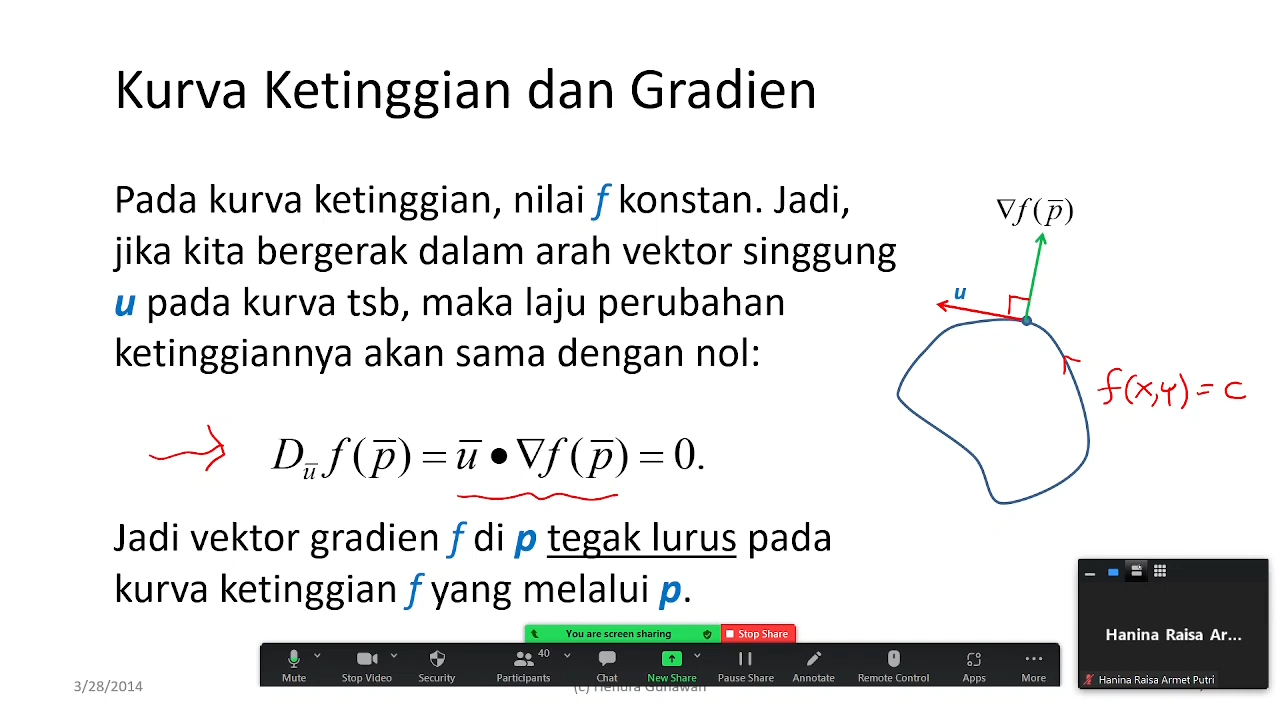 Kurva Ketinggian dan Gradien
Pada kurva ketinggian, nilai f konstan. Jadi,
jika kita bergerak dalam arah vektor singgung
u pada kurva tsb, maka laju perubahan
ketinggiannya akan sama dengan nol:
D_u̅ f(p̅) = u̅ • ∇f(p̅) = 0.
Jadi vektor gradien f di p tegak lurus pada
kurva ketinggian f yang melalui p.
∇f(p̅)
u
f(x,y) = c
Hanina Raisa Ar...
Hanina Raisa Armet Putri
You are screen sharing
Stop Share
40
Mute
Stop Video
Security
Participants
Chat
New Share
Pause Share
Annotate
Remote Control
Apps
More
3/28/2014
(c) Hendra Gunawan